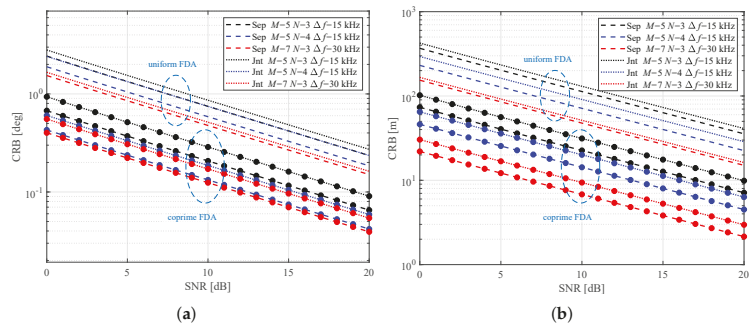 Sep M-5 N-3 Δf-15 kHz
Sep M-5 N-4 Δf-15 kHz
Sep M-7 N-3 Δf-30 kHz
Jnt M-5 N-3 Δf-15 kHz
Jnt M-5 N-4 Δf-15 kHz
Jnt M-7 N-3 Δf-30 kHz
uniform FDA
coprime FDA
CRB [deg]
10^0
10^-1
0 5 10 15 20
SNR [dB]
(a)
Sep M-5 N-3 Δf-15 kHz
Sep M-5 N-4 Δf-15 kHz
Sep M-7 N-3 Δf-30 kHz
Jnt M-5 N-3 Δf-15 kHz
Jnt M-5 N-4 Δf-15 kHz
Jnt M-7 N-3 Δf-30 kHz
uniform FDA
coprime FDA
CRB [m]
10^3
10^2
10^1
10^0
0 5 10 15 20
SNR [dB]
(b)